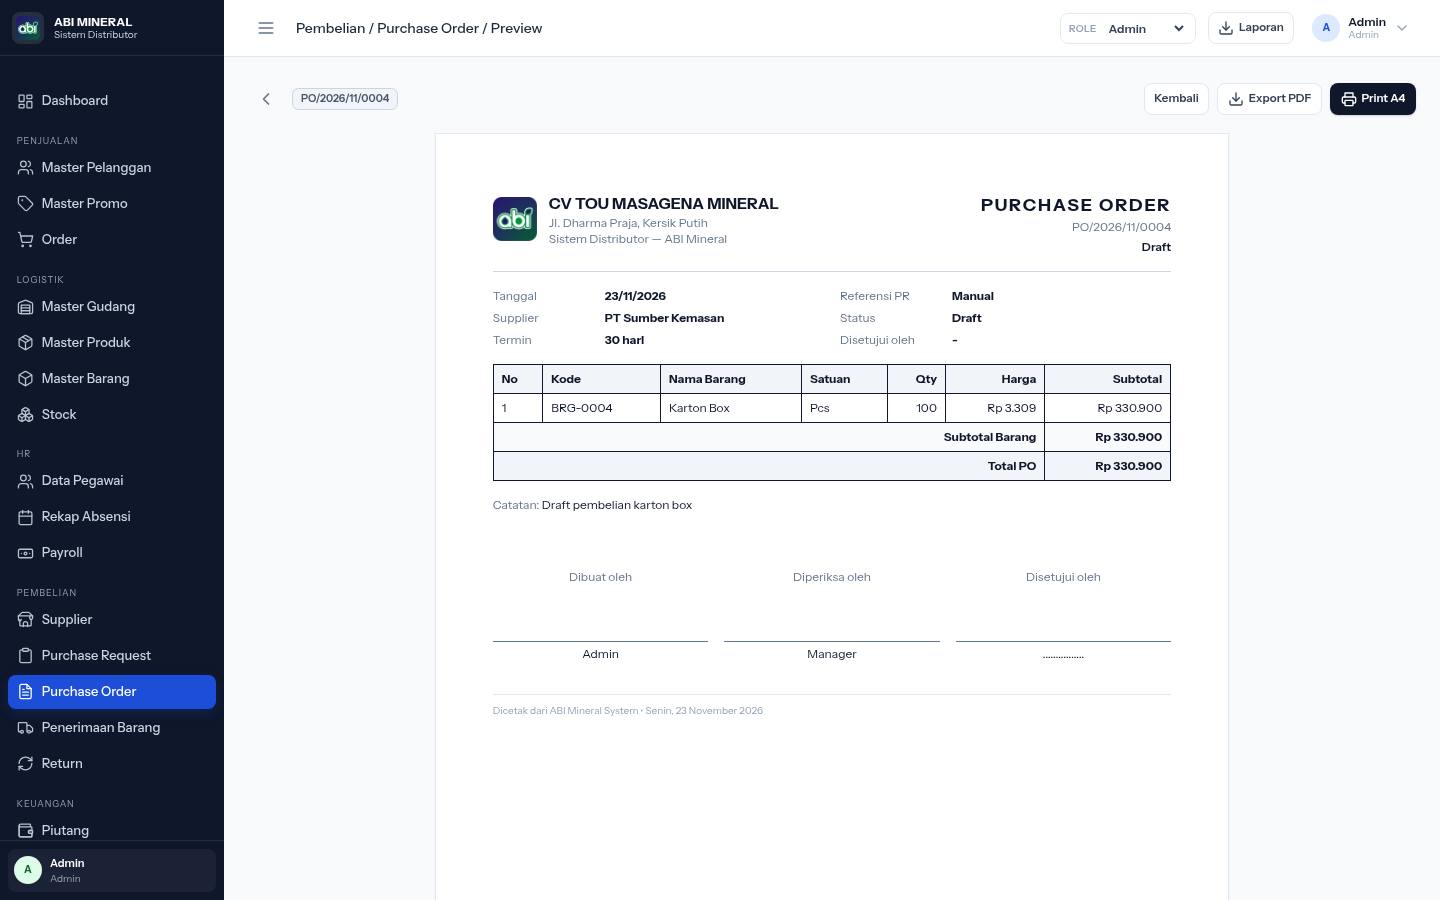 abi
ABI MINERAL
Sistem Distributor
Dashboard
PENJUALAN
Master Pelanggan
Master Promo
Order
LOGISTIK
Master Gudang
Master Produk
Master Barang
Stock
HR
Data Pegawai
Rekap Absensi
Payroll
PEMBELIAN
Supplier
Purchase Request
Purchase Order
Penerimaan Barang
Return
KEUANGAN
Piutang
A
Admin
Admin
Pembelian / Purchase Order / Preview
ROLE Admin
Laporan
A
Admin
Admin
PO/2026/11/0004
Kembali
Export PDF
Print A4
abi
CV TOU MASAGENA MINERAL
Jl. Dharma Praja, Kersik Putih
Sistem Distributor — ABI Mineral
PURCHASE ORDER
PO/2026/11/0004
Draft
Tanggal 23/11/2026 Referensi PR Manual
Supplier PT Sumber Kemasan Status Draft
Termin 30 hari Disetujui oleh -
No Kode Nama Barang Satuan Qty Harga Subtotal
1 BRG-0004 Karton Box Pcs 100 Rp 3.309 Rp 330.900
Subtotal Barang Rp 330.900
Total PO Rp 330.900
Catatan: Draft pembelian karton box
Dibuat oleh Diperiksa oleh Disetujui oleh
Admin Manager ................
Dicetak dari ABI Mineral System • Senin, 23 November 2026